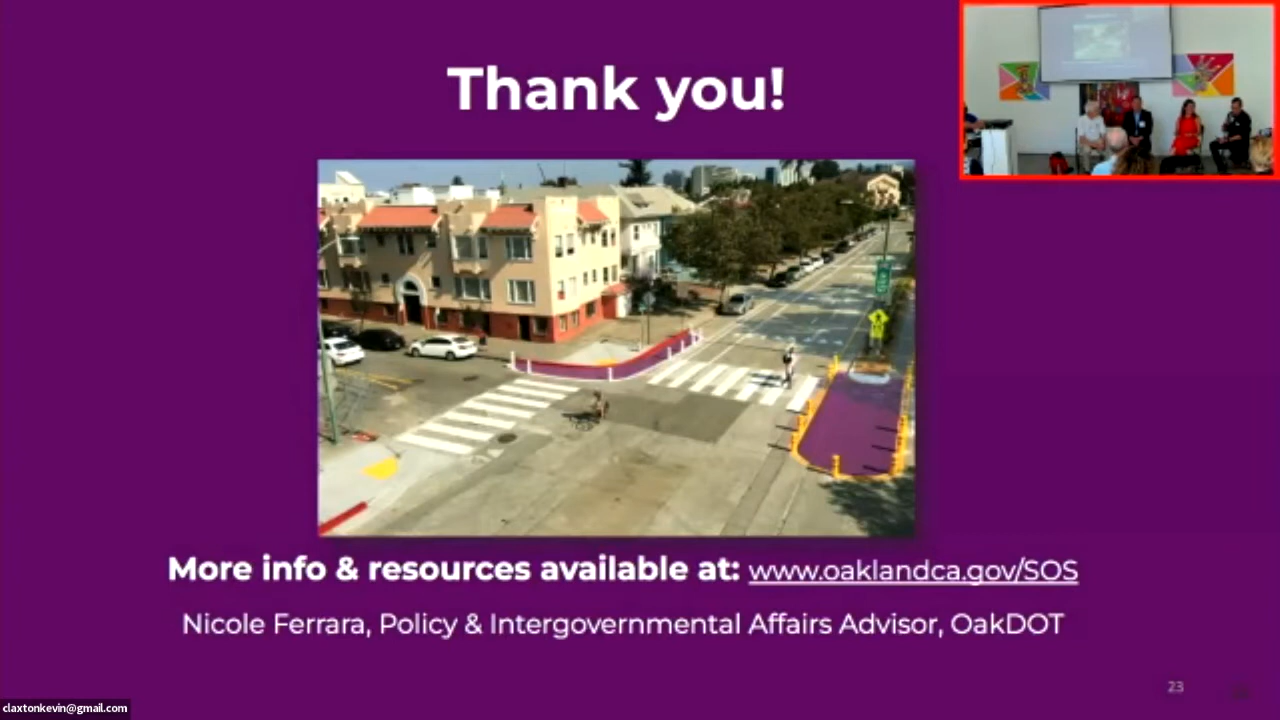 Thank you!
More info & resources available at: www.oaklandca.gov/SOS
Nicole Ferrara, Policy & Intergovernmental Affairs Advisor, OakDOT
23
claxtonkevin@gmail.com